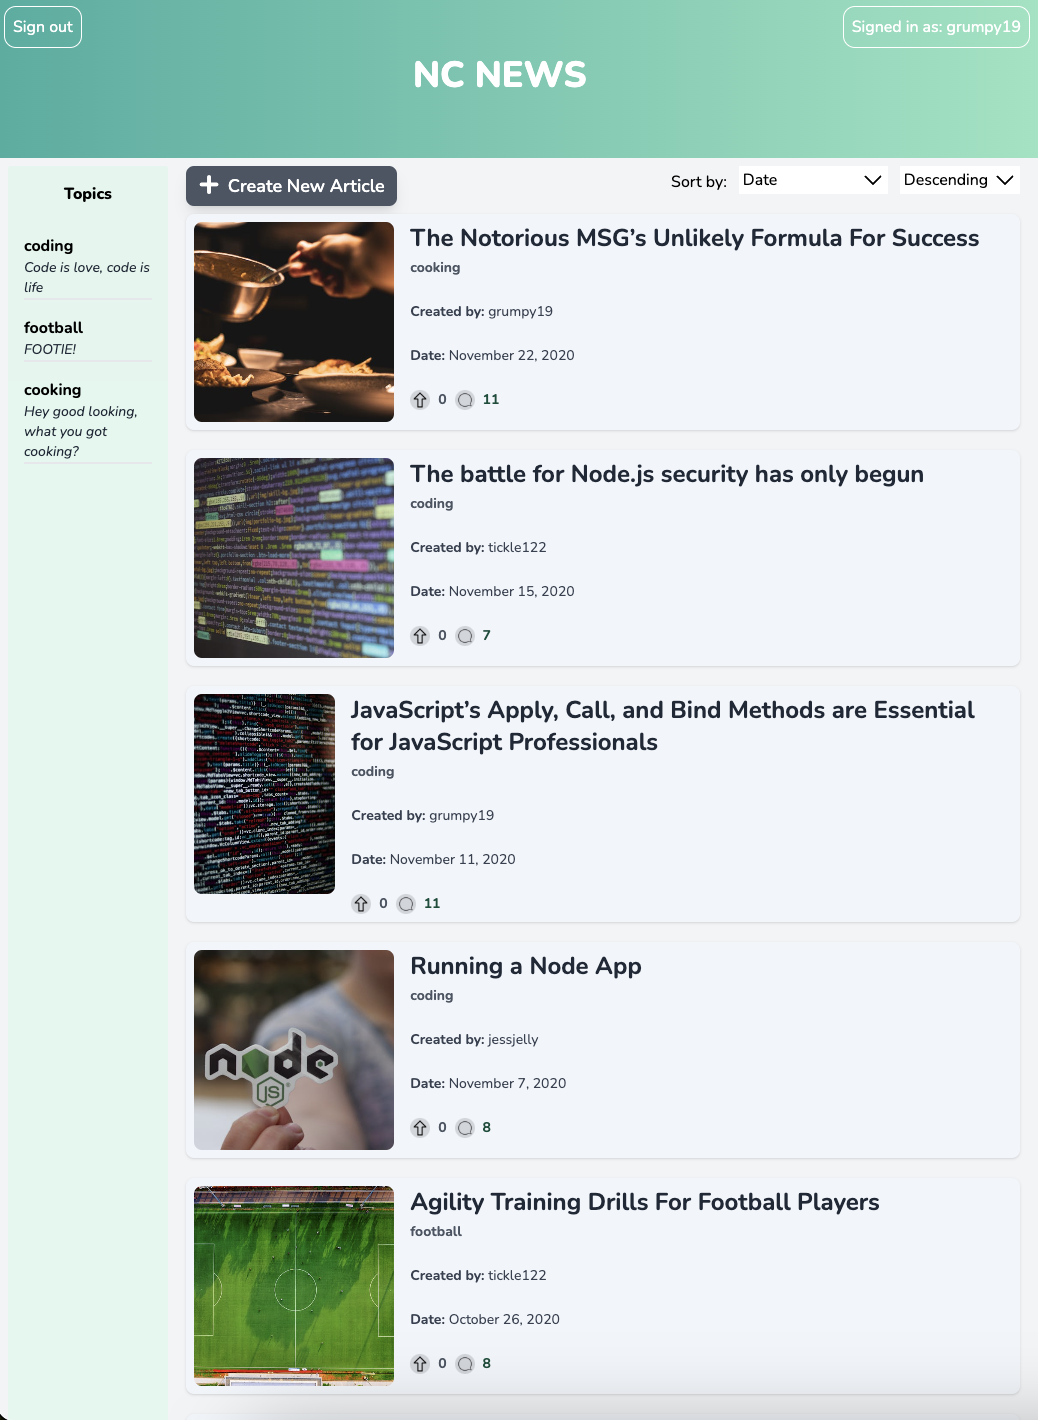 Sign out
Signed in as: grumpy19
NC NEWS
Topics
coding
Code is love, code is
life
football
FOOTIE!
cooking
Hey good looking,
what you got
cooking?
Create New Article
Sort by:
Date
Descending
The Notorious MSG’s Unlikely Formula For Success
cooking
Created by: grumpy19
Date: November 22, 2020
0
11
The battle for Node.js security has only begun
coding
Created by: tickle122
Date: November 15, 2020
0
7
JavaScript’s Apply, Call, and Bind Methods are Essential
for JavaScript Professionals
coding
Created by: grumpy19
Date: November 11, 2020
0
11
node
JS
Running a Node App
coding
Created by: jessjelly
Date: November 7, 2020
0
8
Agility Training Drills For Football Players
football
Created by: tickle122
Date: October 26, 2020
0
8